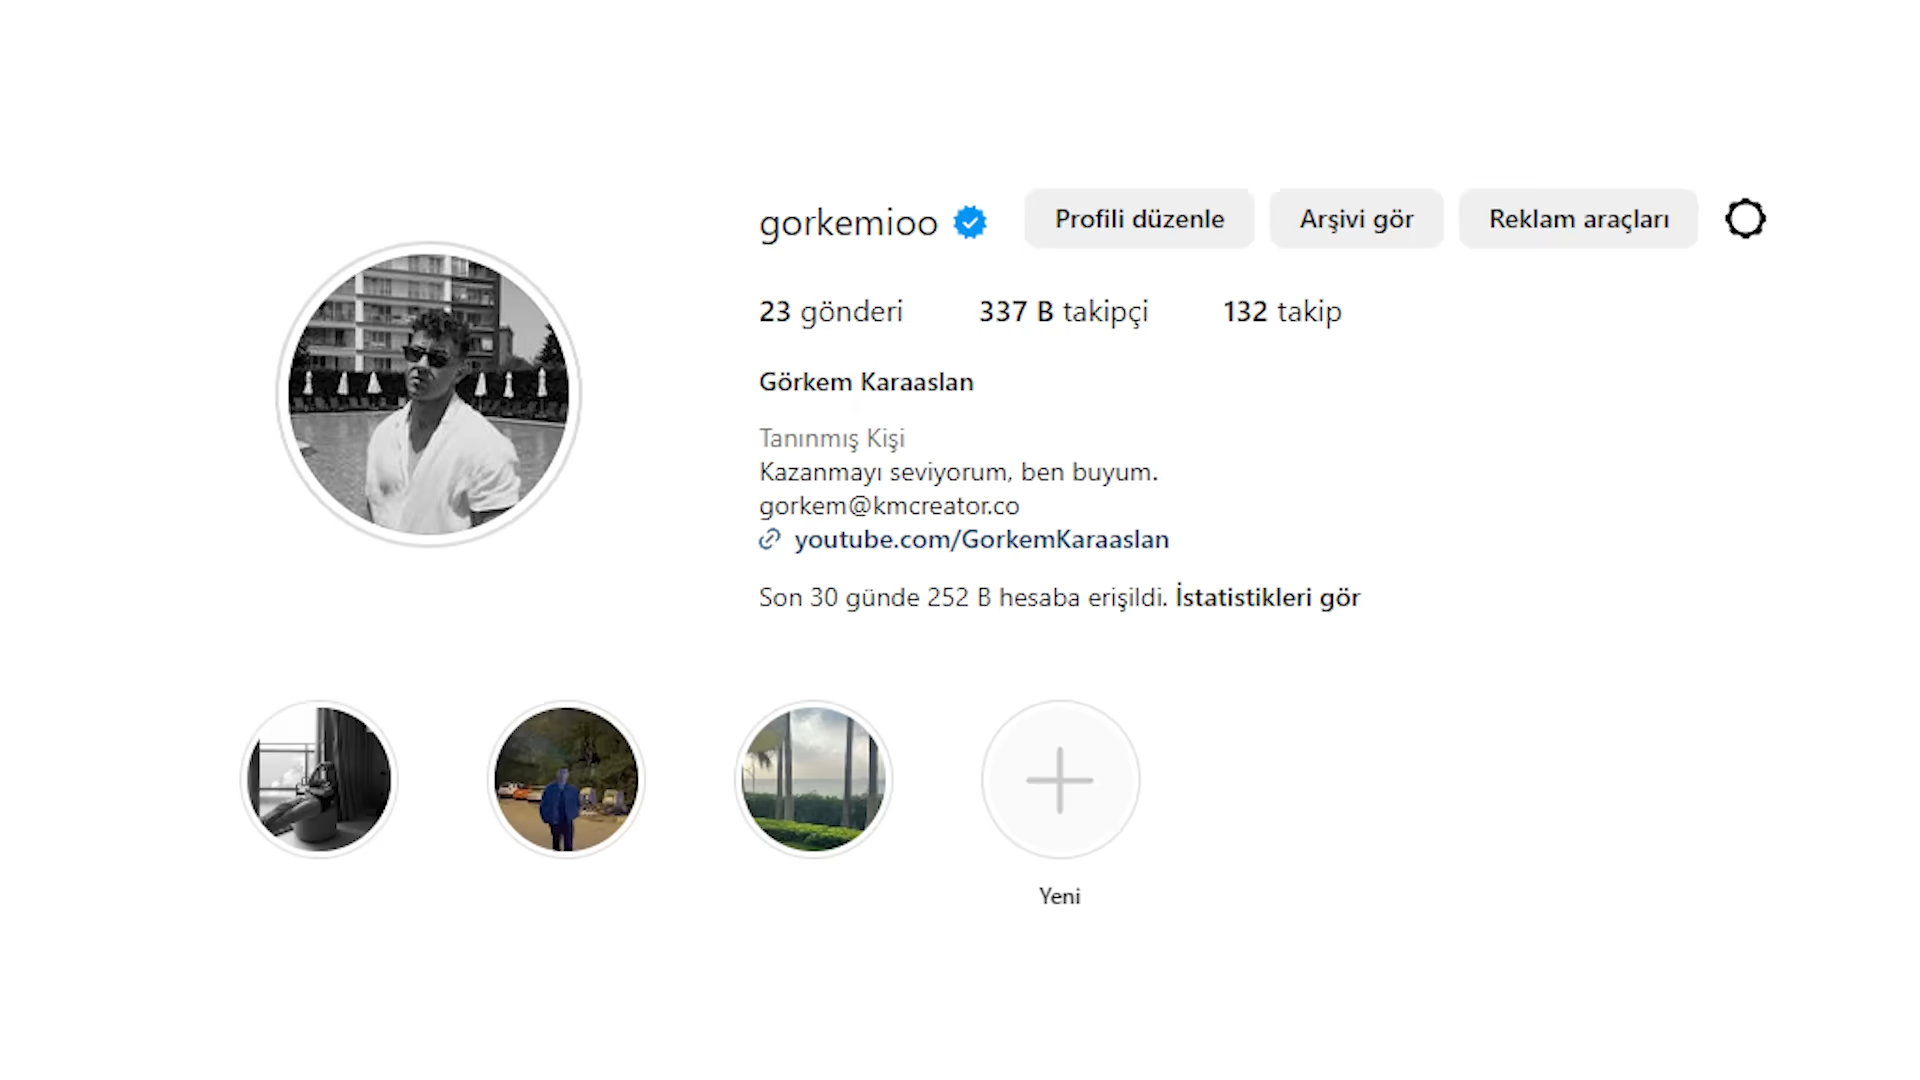 gorkemioo
Profili düzenle
Arşivi gör
Reklam araçları
23 gönderi
337 B takipçi
132 takip
Görkem Karaaslan
Tanınmış Kişi
Kazanmayı seviyorum, ben buyum.
gorkem@kmcreator.co
youtube.com/GorkemKaraaslan
Son 30 günde 252 B hesaba erişildi. İstatistikleri gör
Yeni